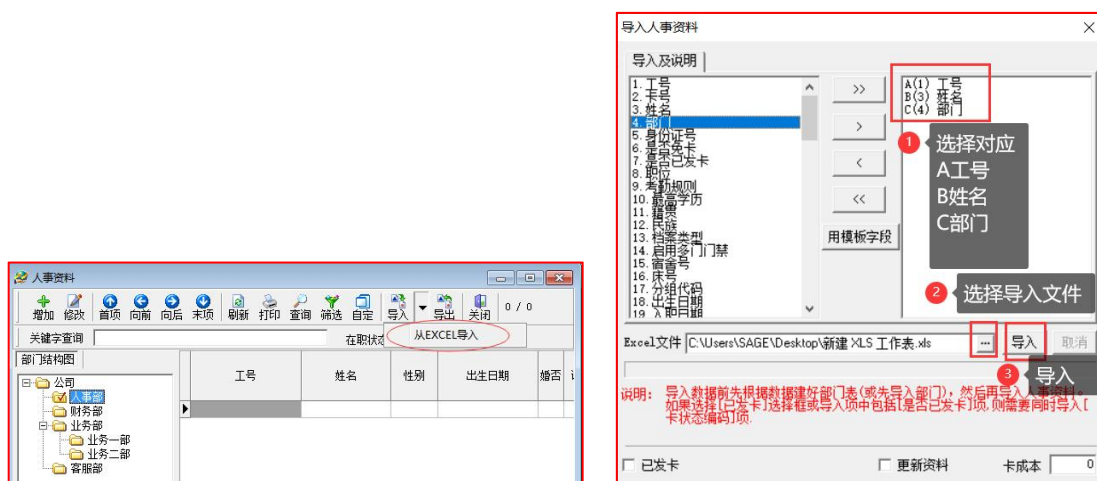 人事资料
增加 修改 首项 向前 向后 末项 刷新 打印 查询 筛选 自定 导入 导出 关闭 0 / 0
关键字查询
在取状态
从EXCEL导入
部门结构图
公司
人事部
财务部
业务部
业务一部
业务二部
客服部
工号 姓名 性别 出生日期 婚否
导入人事资料
导入及说明
1.工号
2.卡号
3.姓名
4.部门
5.身份证号
6.是否免卡
7.是否已发卡
8.职位
9.考勤规则
10.最高学历
11.籍贯
12.民族
13.档案类型
14.启用多门门禁
15.宿舍号
16.床号
17.分组代码
18.出生日期
19.入职日期
>>
>
<
<<
用模板字段
A(1) 工号
B(3) 姓名
C(4) 部门
1 选择对应
A工号
B姓名
C部门
2 选择导入文件
Excel文件 C:\Users\SAGE\Desktop\新建 XLS 工作表.xls ... 导入 取消
3 导入
说明： 导入数据前先根据数据建好部门表(或先导入部门)，然后再导入人事资料。
如果选择[已发卡]选择框或导入项中包括[是否已发卡]项,则需要同时导入[
卡状态编码]项.
已发卡 更新资料 卡成本 0